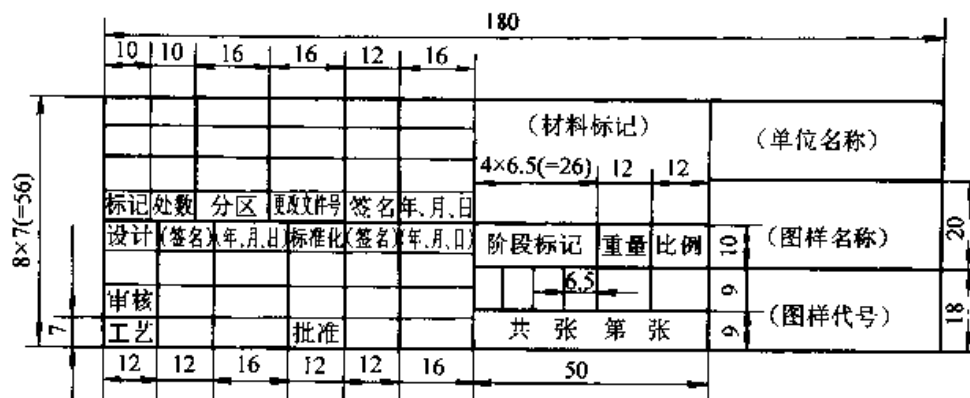 180
10 10 16 16 12 16
(材料标记)
(单位名称)
4×6.5(=26) 12 12
标记 处数 分区 更改文件号 签名 年、月、日
设计 (签名) (年、月、日) 标准化 (签名) (年、月、日)
阶段标记 重量 比例 10
(图样名称)
20
8×7(=56)
6.5
9
审核
(图样代号)
18
7
工艺 批准
共 张 第 张
9
12 12 16 12 12 16 50